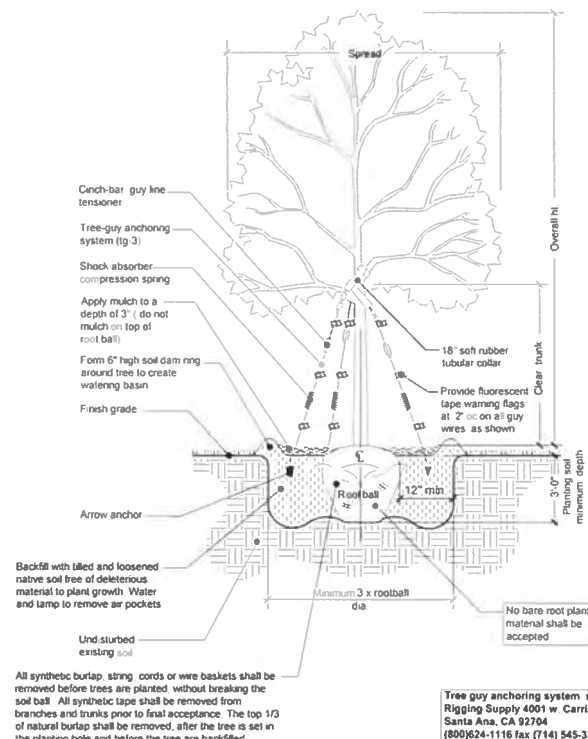 Spread
Overall ht.
Cinch-bar guy line
tensioner
Tree-guy anchoring
system (tg-3)
Shock absorber
compression spring
Apply mulch to a
depth of 3" ( do not
mulch on top of
root ball)
Form 6" high soil dam ring
around tree to create
watering basin
Finish grade
Arrow anchor
Backfill with tilled and loosened
native soil free of deleterious
material to plant growth Water
and tamp to remove air pockets
Undisturbed
existing soil
All synthetic burlap, string, cords or wire baskets shall be
removed before trees are planted, without breaking the
soil ball. All synthetic tape shall be removed from
branches and trunks prior to final acceptance. The top 1/3
of natural burlap shall be removed, after the tree is set in
the planting hole and before the tree are backfilled
18" soft rubber
tubular collar
Clear trunk
Provide fluorescent
tape warning flags
at 2" oc on all guy
wires as shown
Root ball
12" min
3'-0"
Planting soil
minimum depth
Minimum 3 x rootball
dia
No bare root plant
material shall be
accepted
Tree guy anchoring system
Rigging Supply 4001 w. Carri
Santa Ana, CA 92704
(800)624-1116 fax (714) 545-3